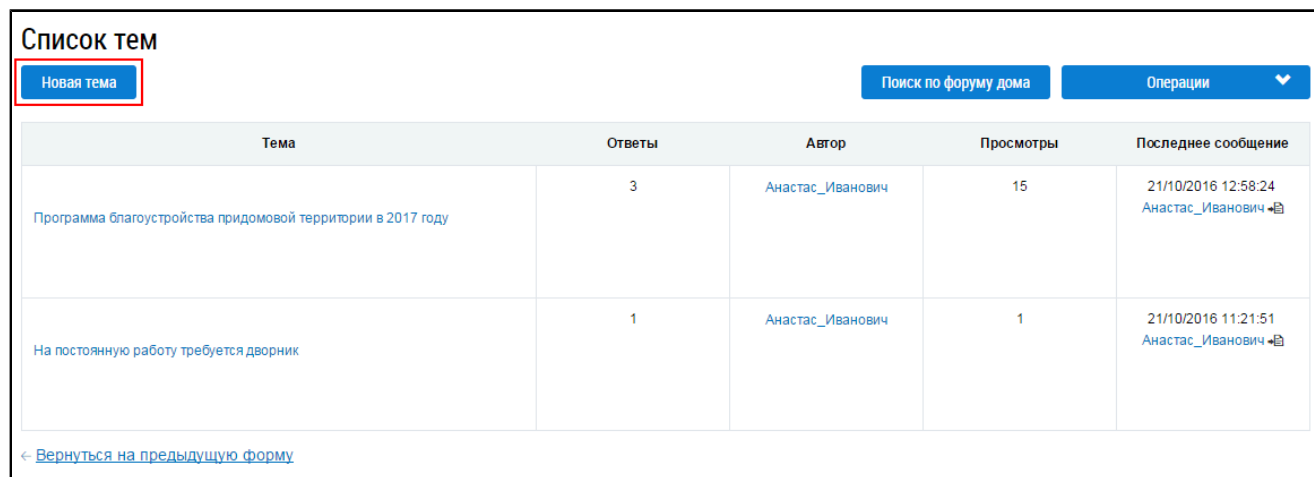 Список тем
Новая тема
Поиск по форуму дома
Операции
Тема Ответы Автор Просмотры Последнее сообщение
Программа благоустройства придомовой территории в 2017 году
3
Анастас_Иванович
15
21/10/2016 12:58:24
Анастас_Иванович
На постоянную работу требуется дворник
1
Анастас_Иванович
1
21/10/2016 11:21:51
Анастас_Иванович
← Вернуться на предыдущую форму